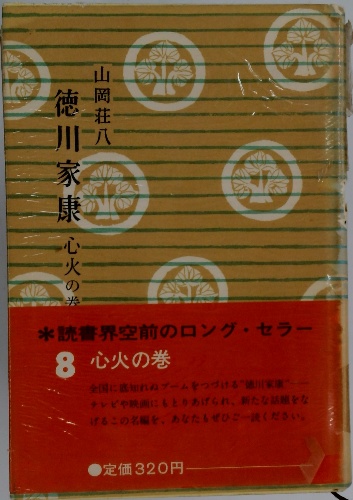 山岡荘八
徳川家康
心火の巻
*読書界空前のロング・セラー
8 心火の巻
全国に底知れぬブームをつづける“徳川家康”――
テレビや映画にもとりあげられ、新たな話題をな
げるこの名編を、あなたもぜひご一読ください。
●定価320円